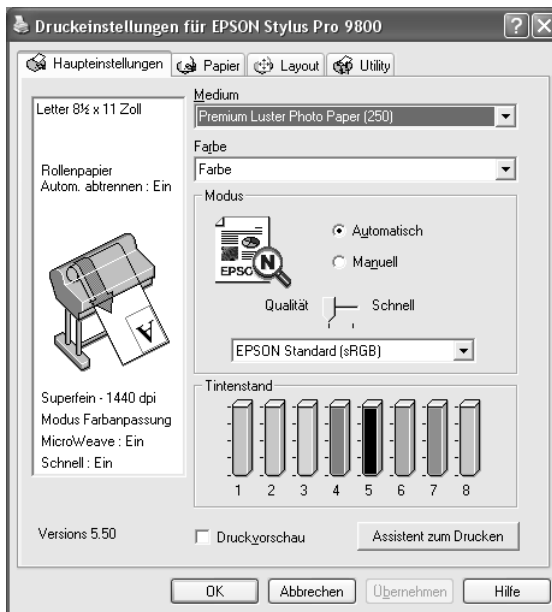 Druckeinstellungen für EPSON Stylus Pro 9800
Haupteinstellungen Papier Layout Utility
Letter 8½ x 11 Zoll
Rollenpapier
Autom. abtrennen : Ein
A
Superfein - 1440 dpi
Modus Farbanpassung
MicroWeave : Ein
Schnell : Ein
Versions 5.50
Medium
Premium Luster Photo Paper (250)
Farbe
Farbe
Modus
EPSO
N
Automatisch
Manuell
Qualität Schnell
EPSON Standard (sRGB)
Tintenstand
1 2 3 4 5 6 7 8
Druckvorschau
Assistent zum Drucken
OK Abbrechen Übernehmen Hilfe